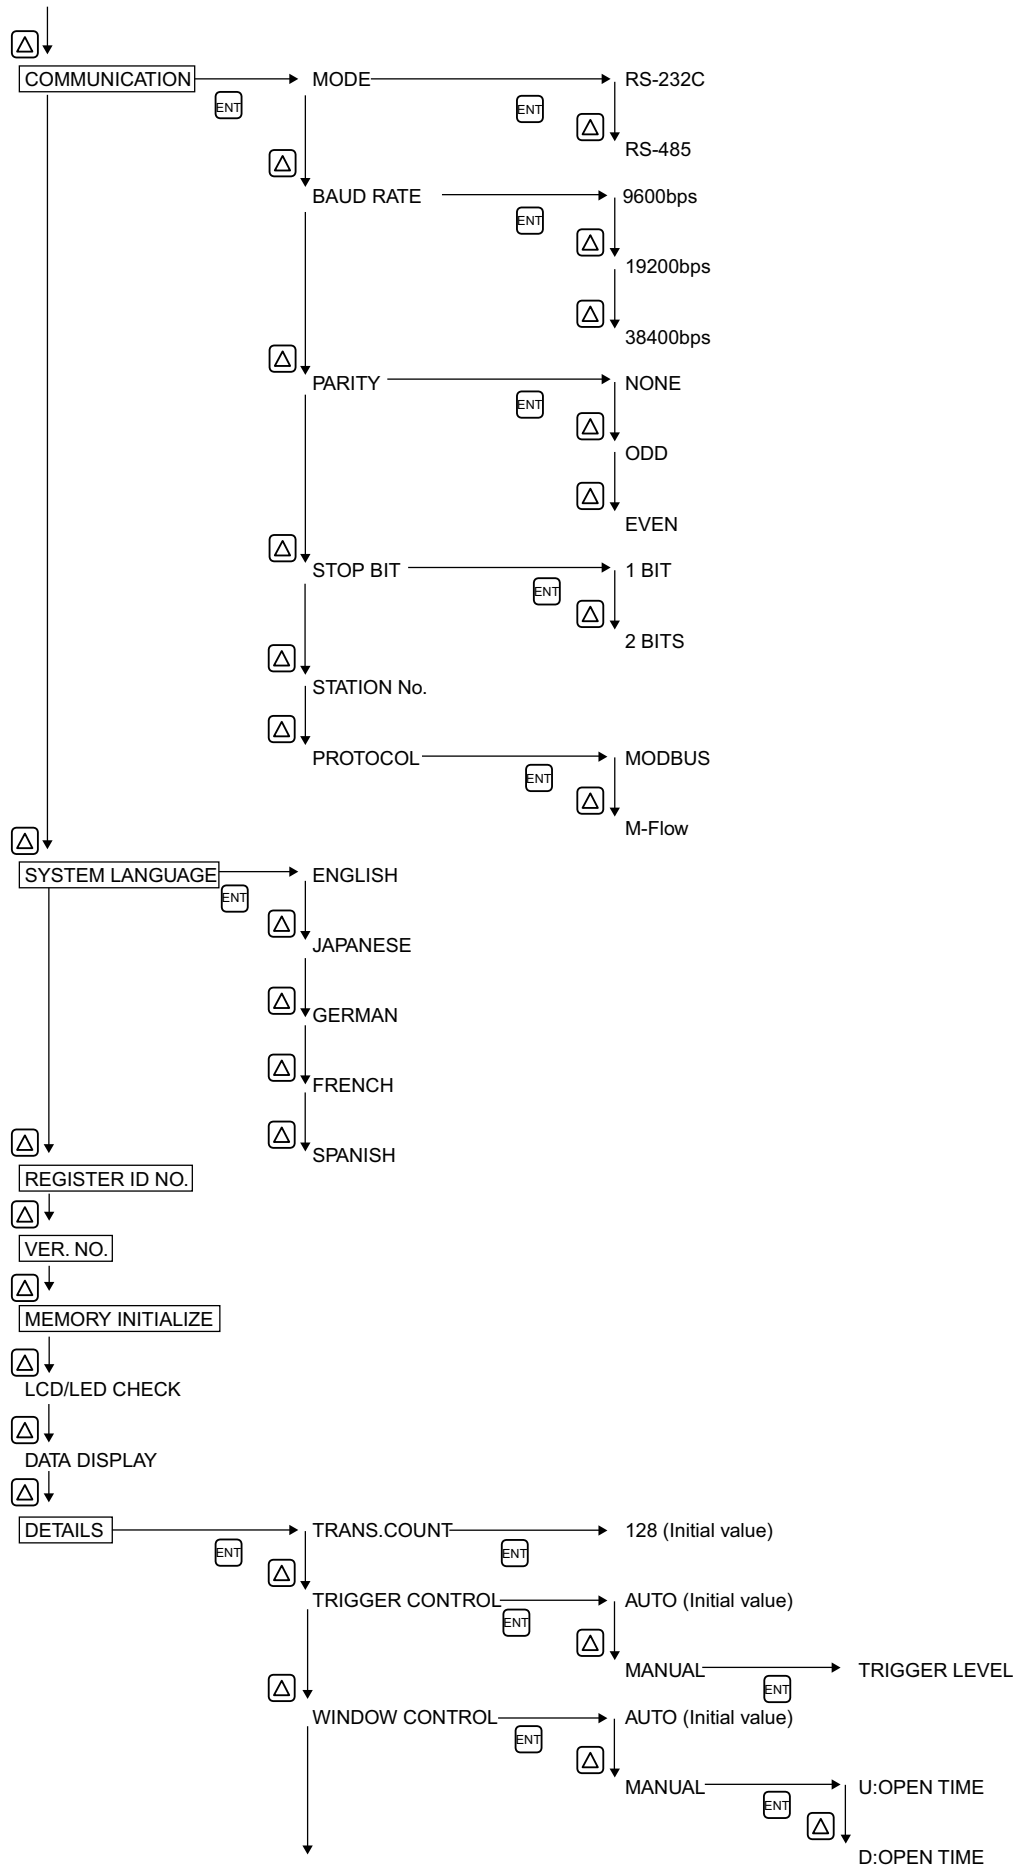 COMMUNICATION MODE RS-232C
ENT ENT
RS-485
BAUD RATE 9600bps
ENT
19200bps
38400bps
PARITY NONE
ENT
ODD
EVEN
STOP BIT 1 BIT
ENT
2 BITS
STATION No.
PROTOCOL MODBUS
ENT
M-Flow
SYSTEM LANGUAGE ENGLISH
ENT
JAPANESE
GERMAN
FRENCH
SPANISH
REGISTER ID NO.
VER. NO.
MEMORY INITIALIZE
LCD/LED CHECK
DATA DISPLAY
DETAILS TRANS.COUNT 128 (Initial value)
ENT ENT
TRIGGER CONTROL AUTO (Initial value)
ENT
MANUAL TRIGGER LEVEL
ENT
WINDOW CONTROL AUTO (Initial value)
ENT
MANUAL U:OPEN TIME
ENT
D:OPEN TIME